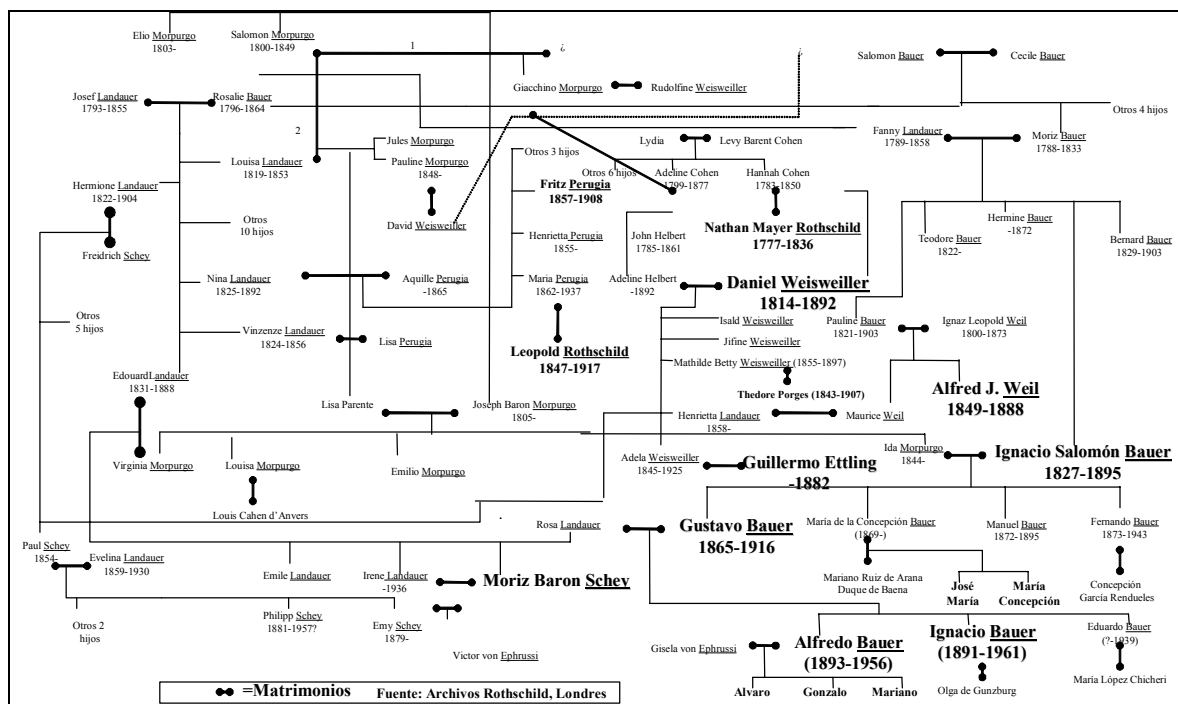 Elio Morpurgo
1803-
Salomon Morpurgo
1800-1849
1
¿
¿
Salomon Bauer
Cecile Bauer
Giacchino Morpurgo
Rudolfine Weisweiller
Josef Landauer
1793-1855
Rosalie Bauer
1796-1864
Otros 4 hijos
2
Jules Morpurgo
Lydia
Levy Barent Cohen
Fanny Landauer
1789-1858
Moriz Bauer
1788-1833
Louisa Landauer
1819-1853
Pauline Morpurgo
1848-
Otros 3 hijos
Otros 6 hijos
Adeline Cohen
1799-1877
Hannah Cohen
1783-1850
Hermione Landauer
1822-1904
Fritz Perugia
1857-1908
Otros
10 hijos
David Weisweiller
Henrietta Perugia
1855-
John Helbert
1785-1861
Nathan Mayer Rothschild
1777-1836
Teodore Bauer
1822-
Hermine Bauer
-1872
Bernard Bauer
1829-1903
Freidrich Schey
Nina Landauer
1825-1892
Aquille Perugia
-1865
Maria Perugia
1862-1937
Adeline Helbert
-1892
Daniel Weisweiller
1814-1892
Otros
5 hijos
Vinzenze Landauer
1824-1856
Lisa Perugia
Isald Weisweiller
Pauline Bauer
1821-1903
Ignaz Leopold Weil
1800-1873
Jifine Weisweiller
Leopold Rothschild
1847-1917
Mathilde Betty Weisweiller (1855-1897)
EdouardLandauer
1831-1888
Thedore Porges (1843-1907)
Alfred J. Weil
1849-1888
Lisa Parente
Joseph Baron Morpurgo
1805-
Henrietta Landauer
1858-
Maurice Weil
Virginia Morpurgo
Louisa Morpurgo
Emilio Morpurgo
Adela Weisweiller
1845-1925
Guillermo Ettling
-1882
Ida Morpurgo
1844-
Ignacio Salomón Bauer
1827-1895
Louis Cahen d'Anvers
Rosa Landauer
Gustavo Bauer
1865-1916
María de la Concepción Bauer
(1869-)
Manuel Bauer
1872-1895
Fernando Bauer
1873-1943
Paul Schey
1854-
Evelina Landauer
1859-1930
Emile Landauer
Irene Landauer
-1936
Moriz Baron Schey
Mariano Ruiz de Arana
Duque de Baena
José
María
María
Concepción
Concepción
García Rendueles
Otros 2
hijos
Philipp Schey
1881-1957?
Emy Schey
1879-
Victor von Ephrussi
Gisela von Ephrussi
Alfredo Bauer
(1893-1956)
Ignacio Bauer
(1891-1961)
Eduardo Bauer
(?-1939)
Alvaro
Gonzalo
Mariano
Olga de Gunzburg
María López Chicheri
=Matrimonios
Fuente: Archivos Rothschild, Londres